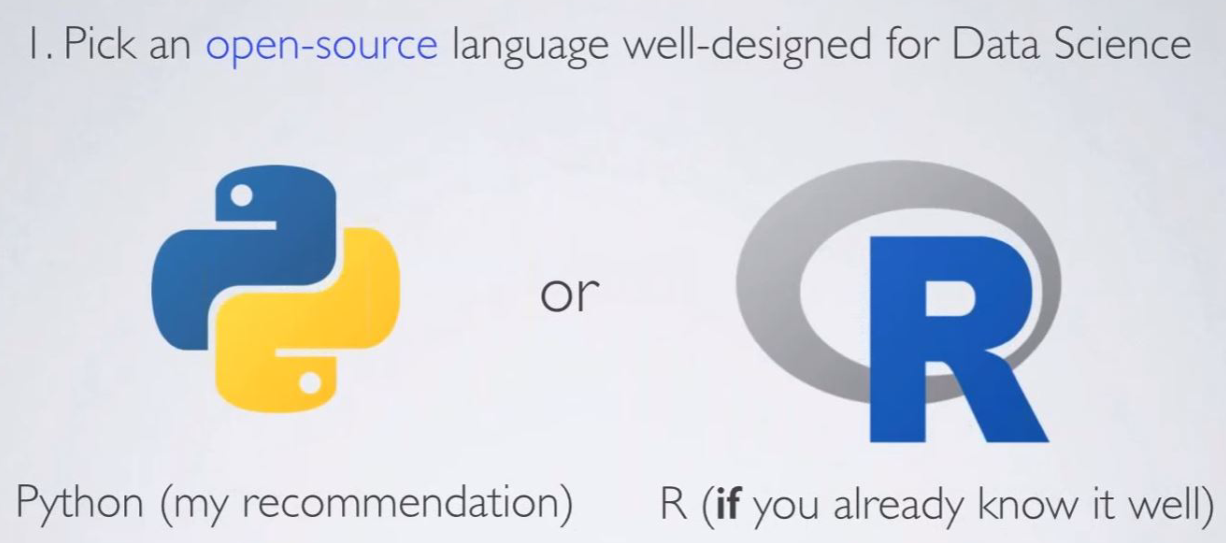 1. Pick an open-source language well-designed for Data Science
or
R
Python (my recommendation)
R (if you already know it well)